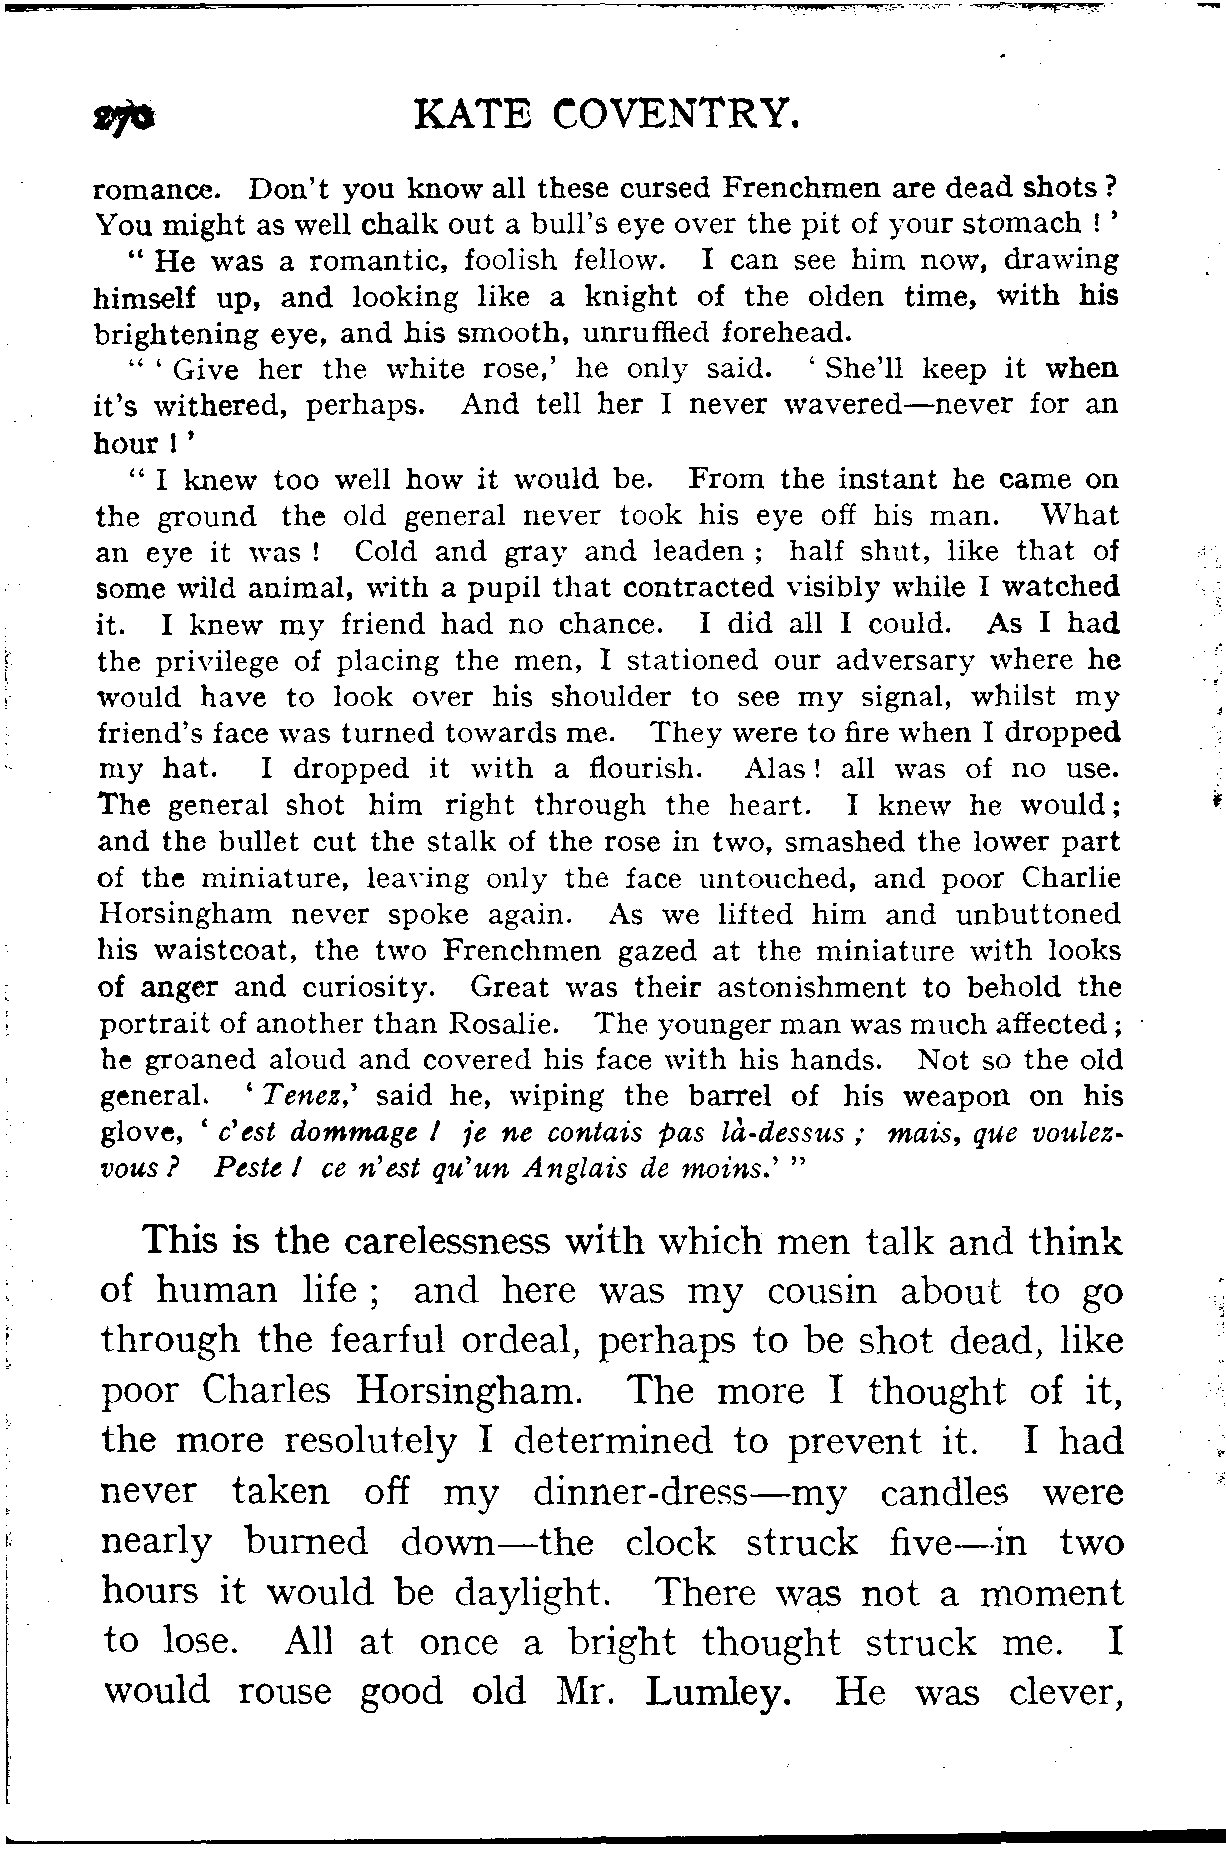 270 KATE COVENTRY.
romance. Don't you know all these cursed Frenchmen are dead shots?
You might as well chalk out a bull's eye over the pit of your stomach!'
"He was a romantic, foolish fellow. I can see him now, drawing
himself up, and looking like a knight of the olden time, with his
brightening eye, and his smooth, unruffled forehead.
"'Give her the white rose,' he only said. 'She'll keep it when
it's withered, perhaps. And tell her I never wavered—never for an
hour!'
"I knew too well how it would be. From the instant he came on
the ground the old general never took his eye off his man. What
an eye it was! Cold and gray and leaden; half shut, like that of
some wild animal, with a pupil that contracted visibly while I watched
it. I knew my friend had no chance. I did all I could. As I had
the privilege of placing the men, I stationed our adversary where he
would have to look over his shoulder to see my signal, whilst my
friend's face was turned towards me. They were to fire when I dropped
my hat. I dropped it with a flourish. Alas! all was of no use.
The general shot him right through the heart. I knew he would;
and the bullet cut the stalk of the rose in two, smashed the lower part
of the miniature, leaving only the face untouched, and poor Charlie
Horsingham never spoke again. As we lifted him and unbuttoned
his waistcoat, the two Frenchmen gazed at the miniature with looks
of anger and curiosity. Great was their astonishment to behold the
portrait of another than Rosalie. The younger man was much affected;
he groaned aloud and covered his face with his hands. Not so the old
general. 'Tenez,' said he, wiping the barrel of his weapon on his
glove, 'c'est dommage! je ne contais pas là-dessus; mais, que voulez-
vous? Peste! ce n'est qu'un Anglais de moins.'"
This is the carelessness with which men talk and think
of human life; and here was my cousin about to go
through the fearful ordeal, perhaps to be shot dead, like
poor Charles Horsingham. The more I thought of it,
the more resolutely I determined to prevent it. I had
never taken off my dinner-dress—my candles were
nearly burned down—the clock struck five—in two
hours it would be daylight. There was not a moment
to lose. All at once a bright thought struck me. I
would rouse good old Mr. Lumley. He was clever,